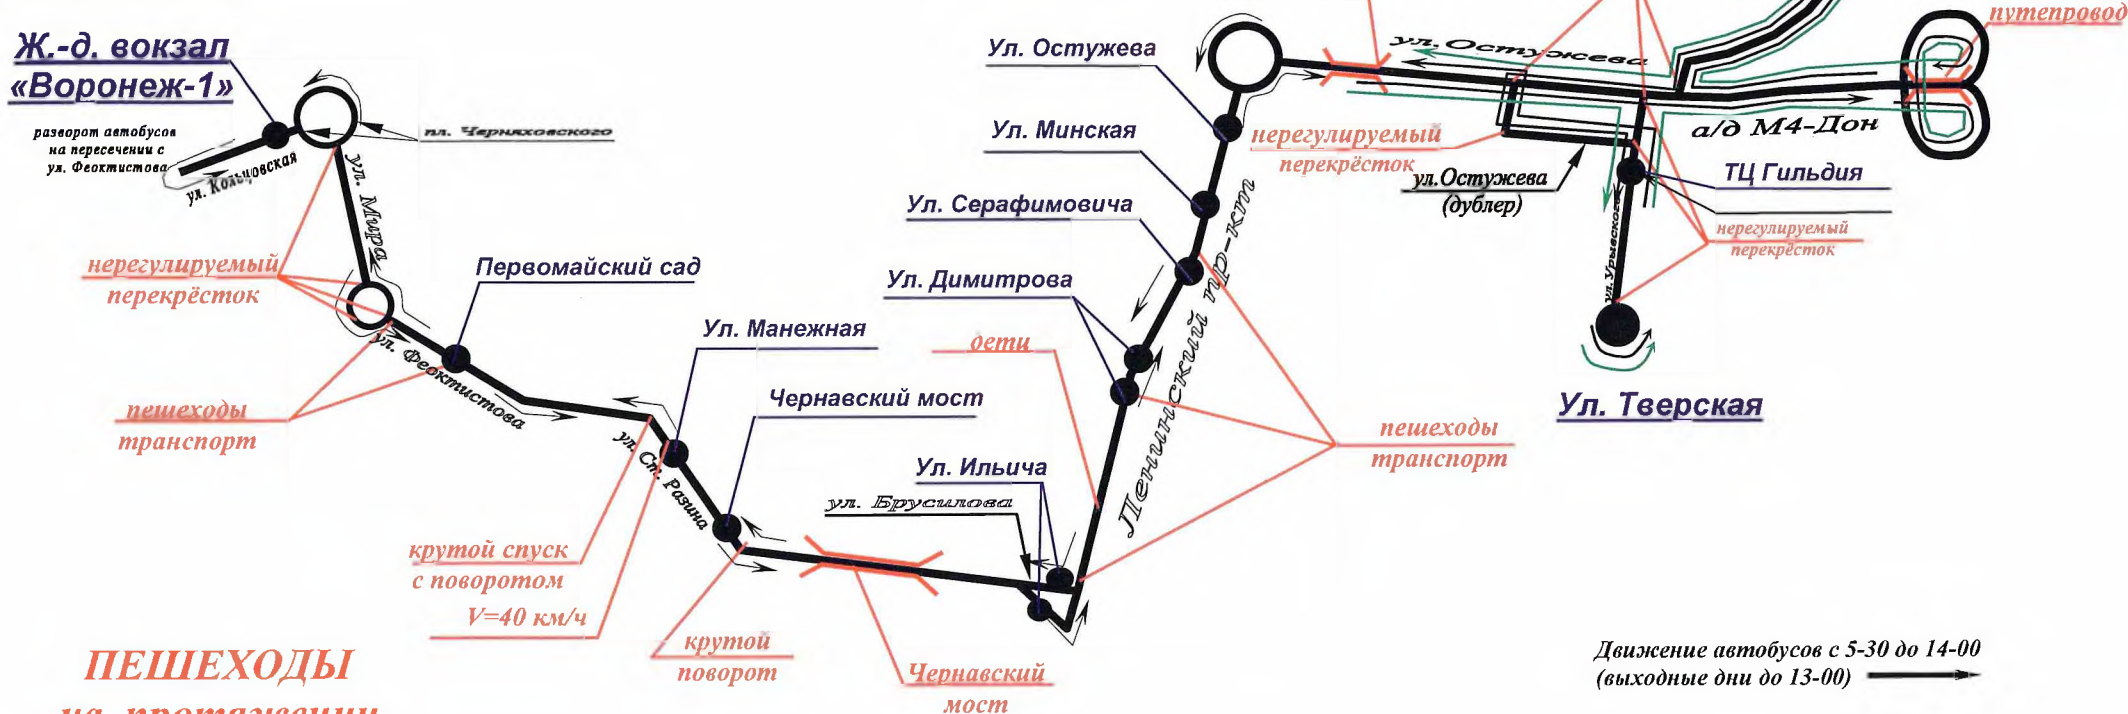 Ж.-д. вокзал
«Воронеж-1»
разворот автобусов
на пересечении с
ул. Феоктистова
ул. Кольцовская
пл. Черняховского
ул. Мира
нерегулируемый
перекрёсток
пешеходы
транспорт
Первомайский сад
ул. Феоктистова
Ул. Манежная
Чернавский мост
ул. Ст. Разина
крутой спуск
с поворотом
V=40 км/ч
крутой
поворот
Чернавский
мост
ПЕШЕХОДЫ
на протяжении
Ул. Остужева
Ул. Минская
Ул. Серафимовича
Ул. Димитрова
дети
Ул. Ильича
ул. Брусилова
Ленинский пр-кт
пешеходы
транспорт
ул. Остужева
путепровод
а/д М4-Дон
нерегулируемый
перекрёсток
ул.Остужева
(дублер)
ТЦ Гильдия
нерегулируемый
перекрёсток
ул.Урывского
Ул. Тверская
Движение автобусов с 5-30 до 14-00
(выходные дни до 13-00)